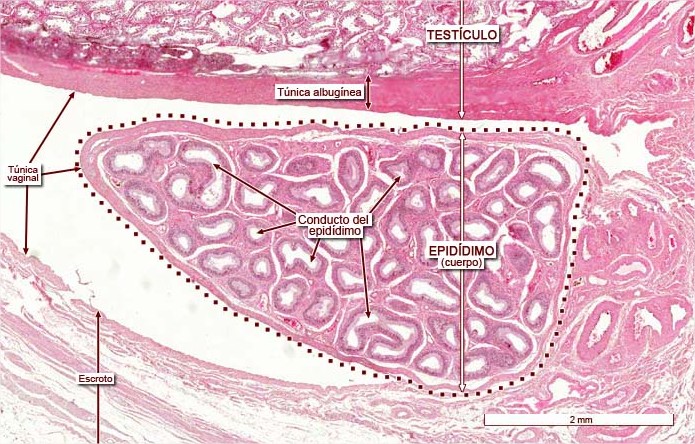 TESTÍCULO
Túnica albugínea
Túnica
vaginal
Conducto del
epidídimo
EPIDÍDIMO
(cuerpo)
Escroto
2 mm